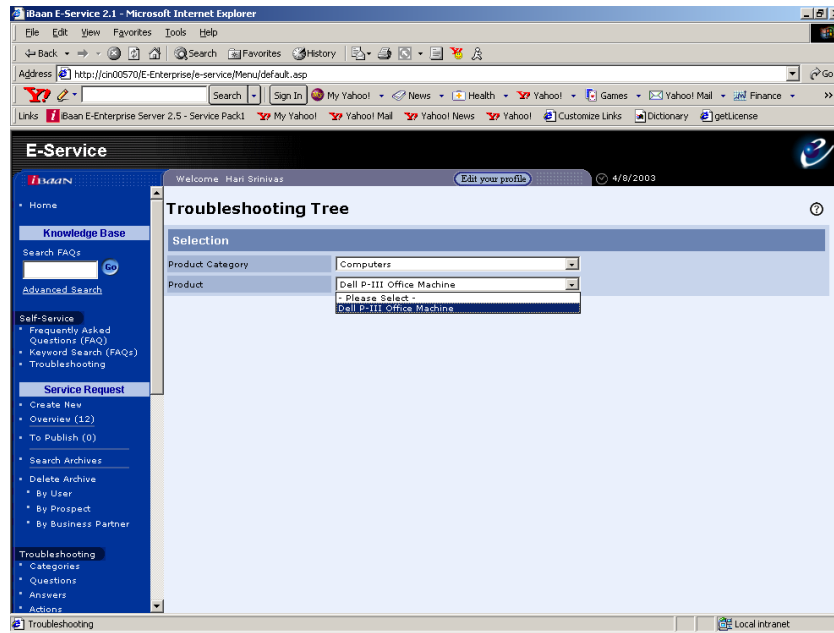 iBaan E-Service 2.1 - Microsoft Internet Explorer
File Edit View Favorites Tools Help
Back Search Favorites History
Address http://cin00570/E-Enterprise/e-service/Menu/default.asp Go
Y! Search Sign In My Yahoo! News Health Yahoo! Games Yahoo! Mail Finance »
Links iBaan E-Enterprise Server 2.5 - Service Pack1 My Yahoo! Yahoo! Mail Yahoo! News Yahoo! Customize Links Dictionary getLicense
E-Service
iBaan Welcome Hari Srinivas Edit your profile 4/8/2003
Home
Troubleshooting Tree
Knowledge Base
Search FAQs
Go
Advanced Search
Self-Service
Frequently Asked
Questions (FAQ)
Keyword Search (FAQs)
Troubleshooting
Service Request
Create New
Overview (12)
To Publish (0)
Search Archives
Delete Archive
By User
By Prospect
By Business Partner
Troubleshooting
Categories
Questions
Answers
Actions
Selection
Product Category Computers
Product Dell P-III Office Machine
- Please Select -
Dell P-III Office Machine
Troubleshooting Local intranet